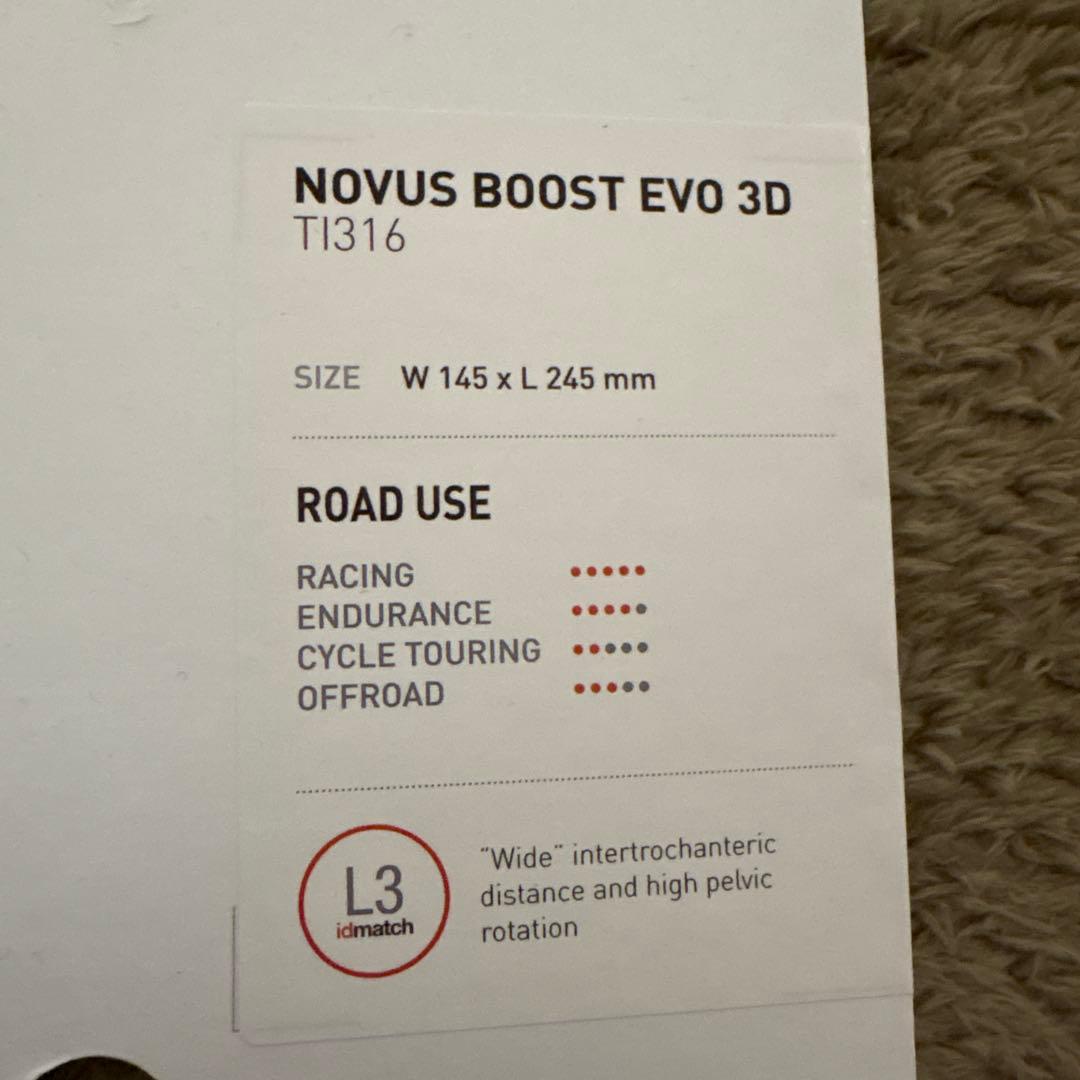 NOVUS BOOST EVO 3D
TI316
SIZE W 145 x L 245 mm
ROAD USE
RACING
ENDURANCE
CYCLE TOURING
OFFROAD
L3
idmatch
"Wide" intertrochanteric
distance and high pelvic
rotation